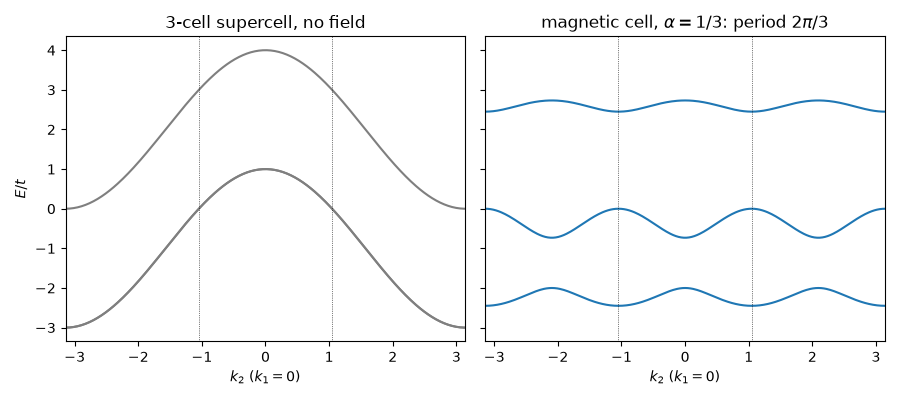 3-cell supercell, no field
magnetic cell, α = 1/3: period 2π/3
E/t
4
3
2
1
0
−1
−2
−3
−3 −2 −1 0 1 2 3
−3 −2 −1 0 1 2 3
k₂ (k₁ = 0)
k₂ (k₁ = 0)